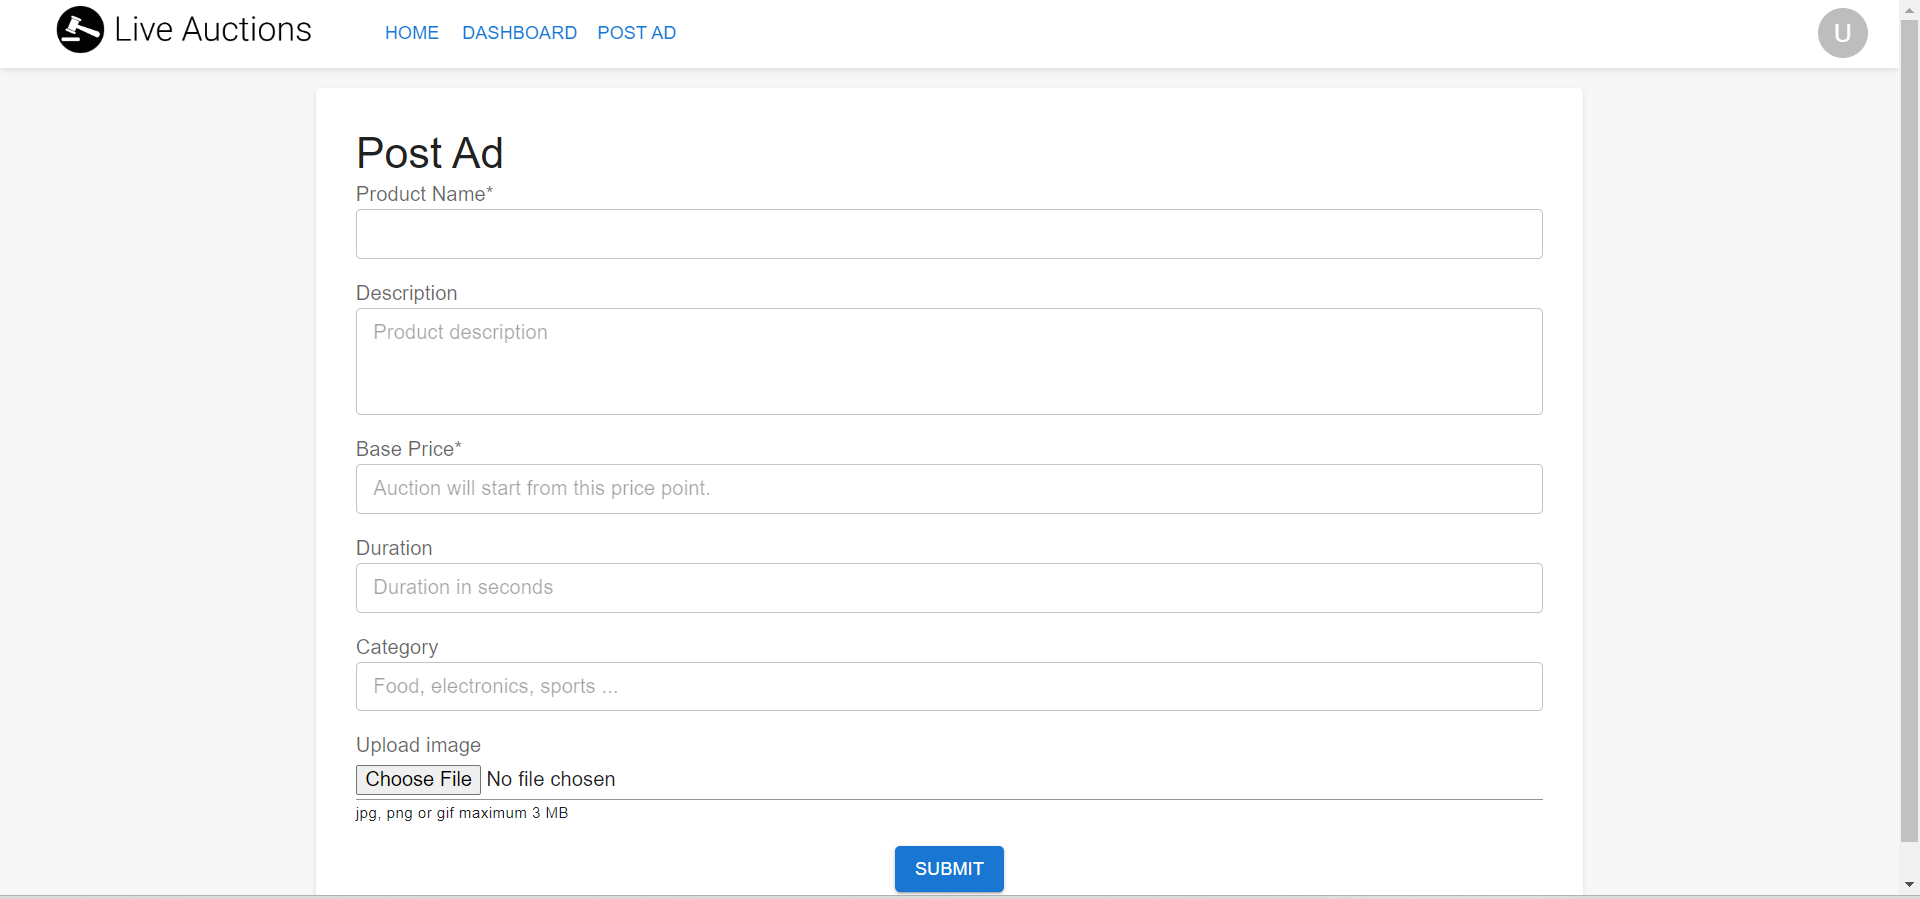 Live Auctions
HOME DASHBOARD POST AD
U
Post Ad
Product Name*
Description
Product description
Base Price*
Auction will start from this price point.
Duration
Duration in seconds
Category
Food, electronics, sports ...
Upload image
Choose File No file chosen
jpg, png or gif maximum 3 MB
SUBMIT